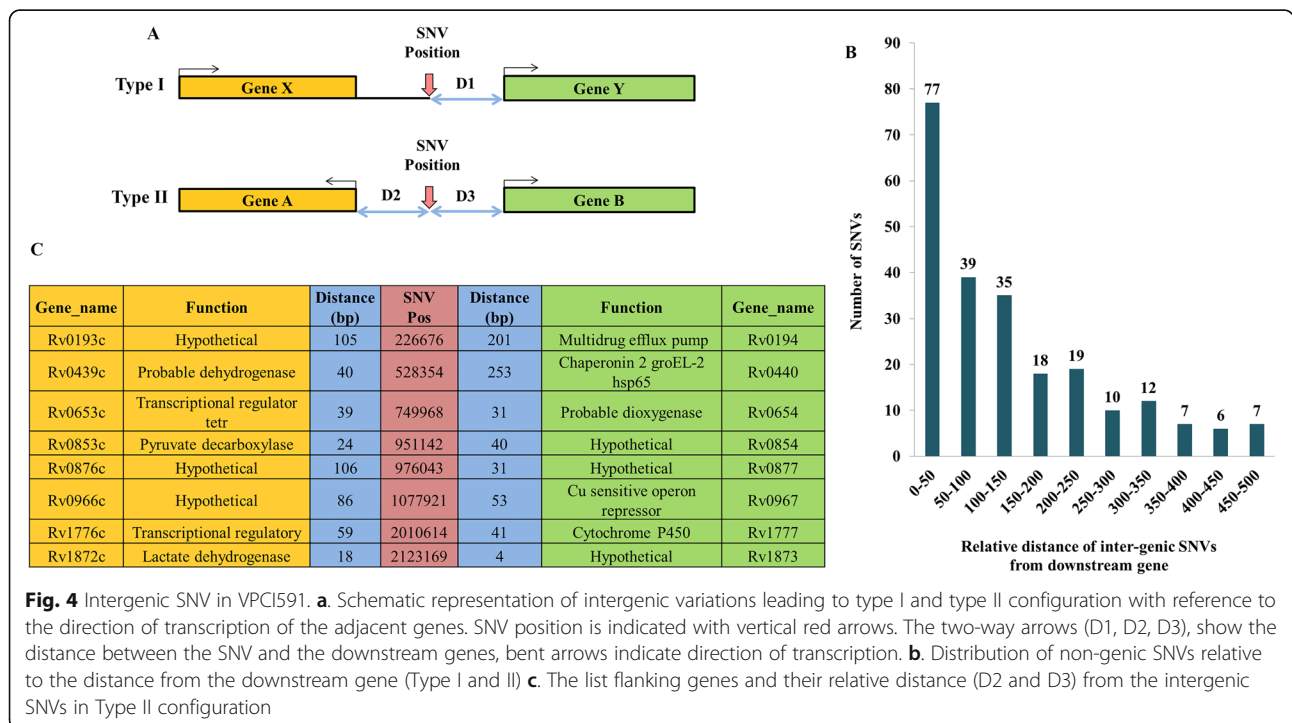 A
SNV
Position
Type I
Gene X
D1
Gene Y
SNV
Position
Type II
Gene A
D2
D3
Gene B
B
Number of SNVs
90
80
70
60
50
40
30
20
10
0
77
39
35
18
19
10
12
7
6
7
0-50
50-100
100-150
150-200
200-250
250-300
300-350
350-400
400-450
450-500
Relative distance of inter-genic SNVs
from downstream gene
C
Gene_name Function Distance (bp) SNV Pos Distance (bp) Function Gene_name
Rv0193c Hypothetical 105 226676 201 Multidrug efflux pump Rv0194
Rv0439c Probable dehydrogenase 40 528354 253 Chaperonin 2 groEL-2 hsp65 Rv0440
Rv0653c Transcriptional regulator tetr 39 749968 31 Probable dioxygenase Rv0654
Rv0853c Pyruvate decarboxylase 24 951142 40 Hypothetical Rv0854
Rv0876c Hypothetical 106 976043 31 Hypothetical Rv0877
Rv0966c Hypothetical 86 1077921 53 Cu sensitive operon repressor Rv0967
Rv1776c Transcriptional regulatory 59 2010614 41 Cytochrome P450 Rv1777
Rv1872c Lactate dehydrogenase 18 2123169 4 Hypothetical Rv1873
Fig. 4 Intergenic SNV in VPCI591. a. Schematic representation of intergenic variations leading to type I and type II configuration with reference to
the direction of transcription of the adjacent genes. SNV position is indicated with vertical red arrows. The two-way arrows (D1, D2, D3), show the
distance between the SNV and the downstream genes, bent arrows indicate direction of transcription. b. Distribution of non-genic SNVs relative
to the distance from the downstream gene (Type I and II) c. The list flanking genes and their relative distance (D2 and D3) from the intergenic
SNVs in Type II configuration